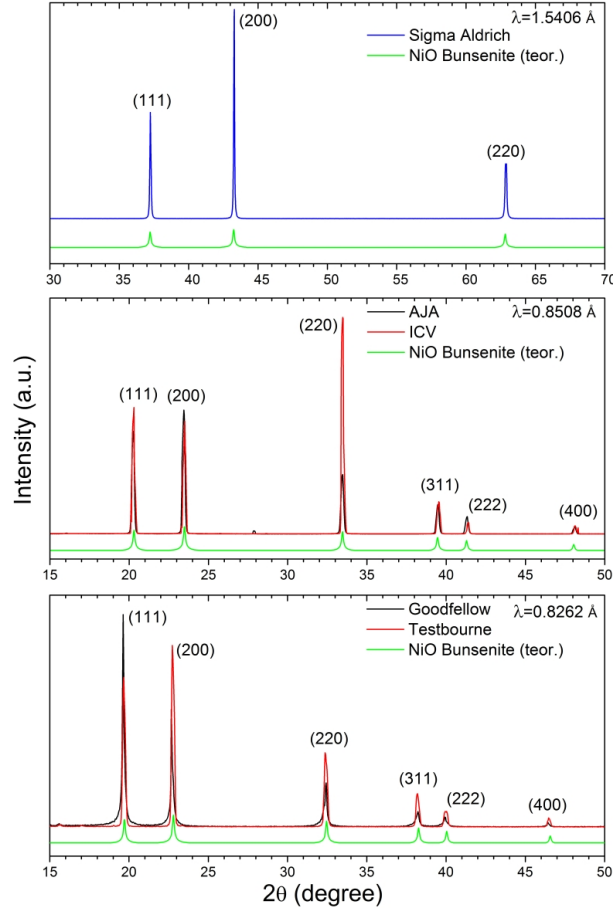 λ=1.5406 Å
(200)
Sigma Aldrich
NiO Bunsenite (teor.)
(111)
(220)
30 35 40 45 50 55 60 65 70
AJA
λ=0.8508 Å
(220)
ICV
NiO Bunsenite (teor.)
(111)
(200)
(311)
(222)
(400)
15 20 25 30 35 40 45 50
Intensity (a.u.)
Goodfellow
λ=0.8262 Å
(111)
Testbourne
(200)
NiO Bunsenite (teor.)
(220)
(311)
(222)
(400)
15 20 25 30 35 40 45 50
2θ (degree)